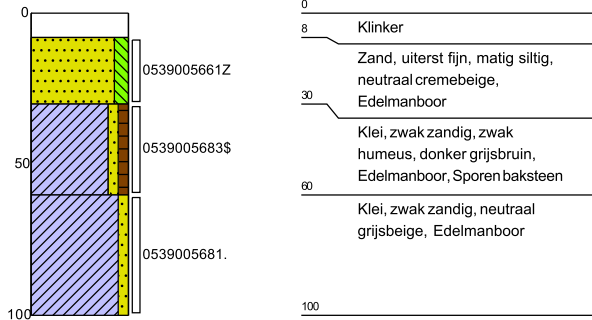 0
50
100
0539005661Z
0539005683$
0539005681.
0
Klinker
8
Zand, uiterst fijn, matig siltig,
neutraal cremebeige,
Edelmanboor
30
Klei, zwak zandig, zwak
humeus, donker grijsbruin,
Edelmanboor, Sporen baksteen
60
Klei, zwak zandig, neutraal
grijsbeige, Edelmanboor
100